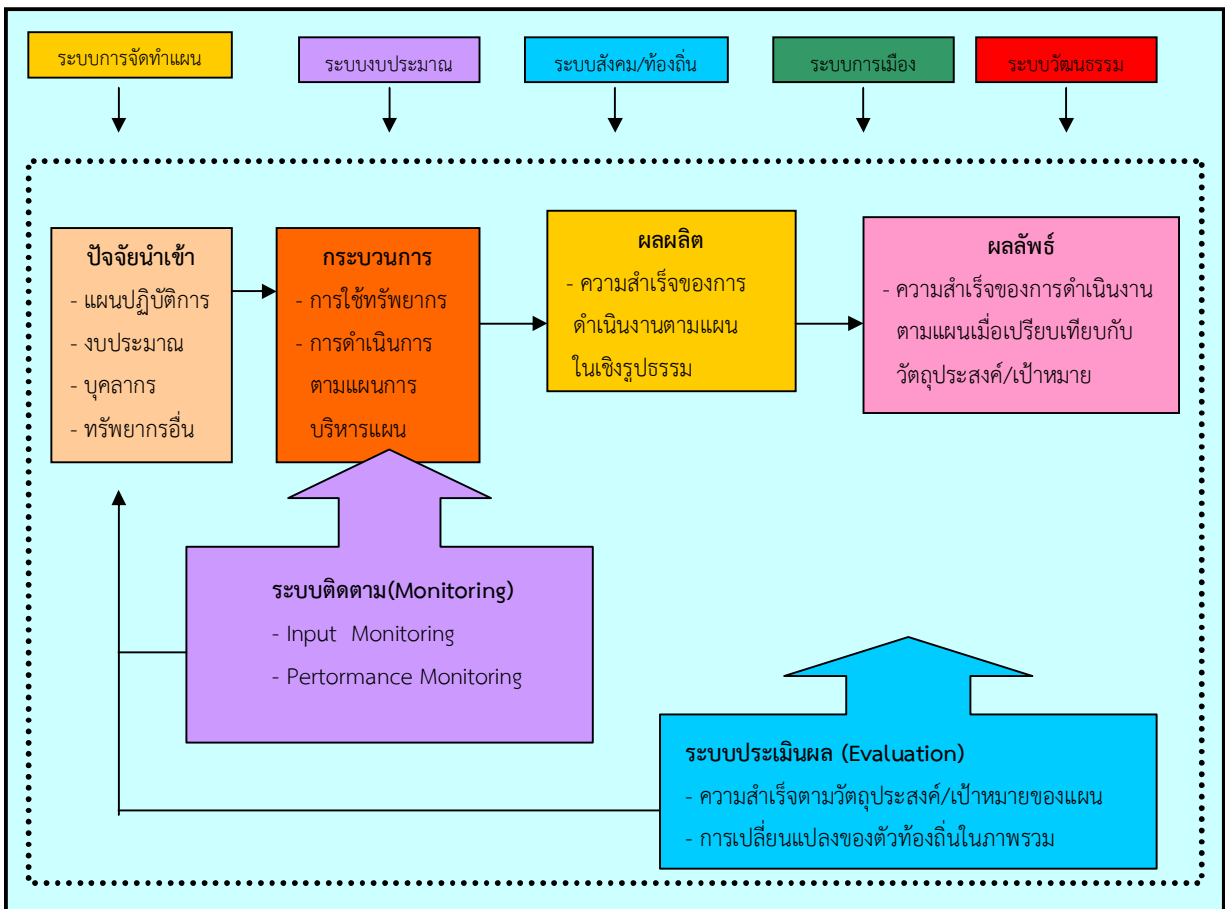 ระบบการจัดทำแผน
ระบบงบประมาณ
ระบบสังคม/ท้องถิ่น
ระบบการเมือง
ระบบวัฒนธรรม
ปัจจัยนำเข้า
- แผนปฏิบัติการ
- งบประมาณ
- บุคลากร
- ทรัพยากรอื่น
กระบวนการ
- การใช้ทรัพยากร
- การดำเนินการ
ตามแผนการ
บริหารแผน
ผลผลิต
- ความสำเร็จของการ
ดำเนินงานตามแผน
ในเชิงรูปธรรม
ผลลัพธ์
- ความสำเร็จของการดำเนินงาน
ตามแผนเมื่อเปรียบเทียบกับ
วัตถุประสงค์/เป้าหมาย
ระบบติดตาม(Monitoring)
- Input Monitoring
- Pertormance Monitoring
ระบบประเมินผล (Evaluation)
- ความสำเร็จตามวัตถุประสงค์/เป้าหมายของแผน
- การเปลี่ยนแปลงของตัวท้องถิ่นในภาพรวม